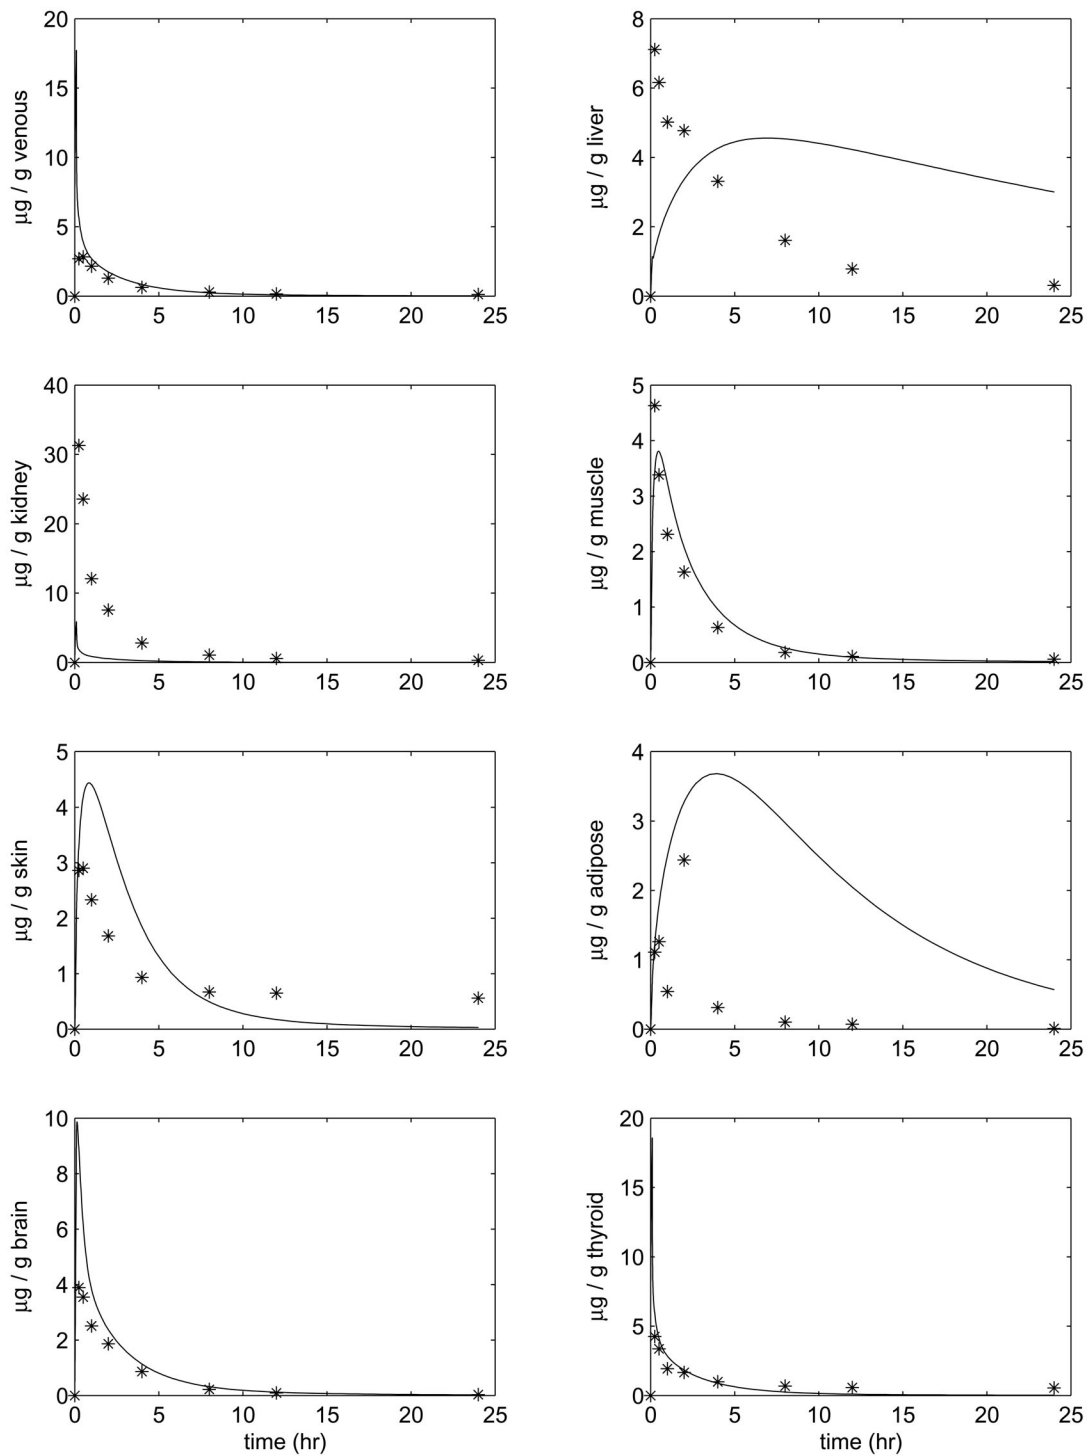 20
15
10
5
0
0 5 10 15 20 25
μg / g venous
8
6
4
2
0
0 5 10 15 20 25
μg / g liver
40
30
20
10
0
0 5 10 15 20 25
μg / g kidney
5
4
3
2
1
0
0 5 10 15 20 25
μg / g muscle
5
4
3
2
1
0
0 5 10 15 20 25
μg / g skin
4
3
2
1
0
0 5 10 15 20 25
μg / g adipose
10
8
6
4
2
0
0 5 10 15 20 25
μg / g brain
time (hr)
20
15
10
5
0
0 5 10 15 20 25
μg / g thyroid
time (hr)